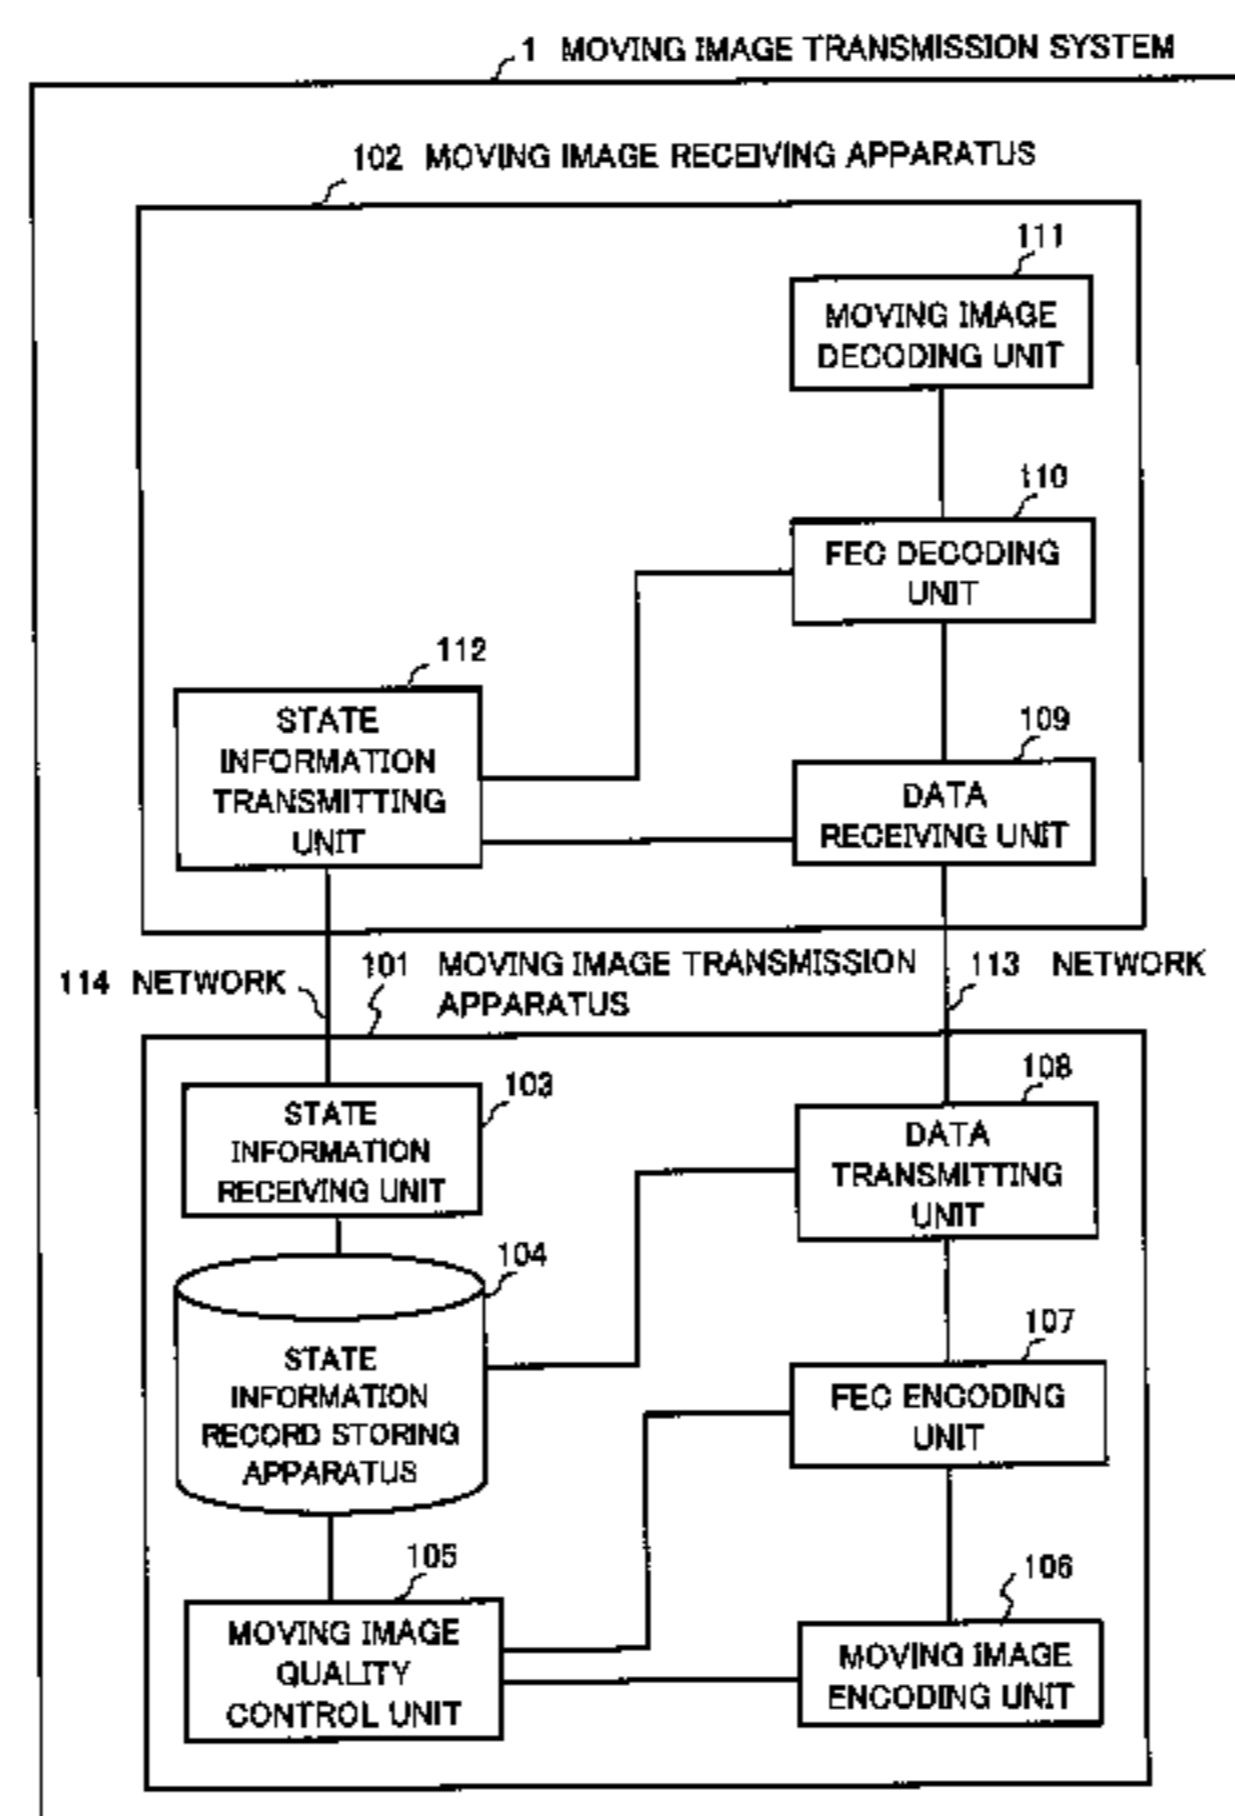 1 MOVING IMAGE TRANSMISSION SYSTEM
102 MOVING IMAGE RECEIVING APPARATUS
111
MOVING IMAGE
DECODING UNIT
110
FEC DECODING
UNIT
112
STATE
INFORMATION
TRANSMITTING
UNIT
109
DATA
RECEIVING UNIT
114 NETWORK
101 MOVING IMAGE TRANSMISSION
APPARATUS
113 NETWORK
103
STATE
INFORMATION
RECEIVING UNIT
108
DATA
TRANSMITTING
UNIT
104
STATE
INFORMATION
RECORD STORING
APPARATUS
107
FEC ENCODING
UNIT
105
MOVING IMAGE
QUALITY
CONTROL UNIT
106
MOVING IMAGE
ENCODING UNIT